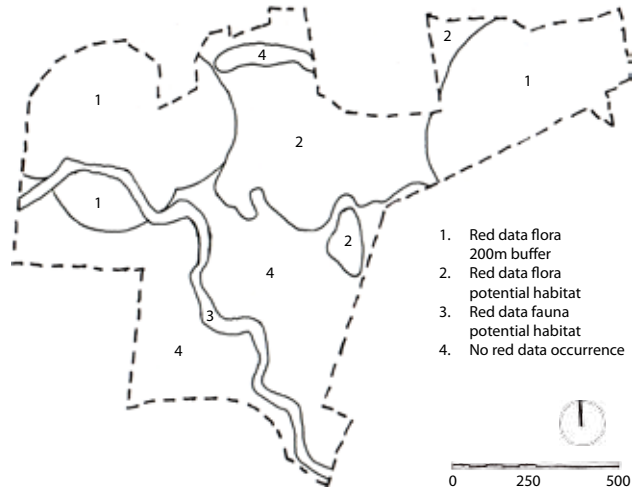 2
4
1
1
2
1
2
4
3
4
1. Red data flora
200m buffer
2. Red data flora
potential habitat
3. Red data fauna
potential habitat
4. No red data occurrence
0 250 500